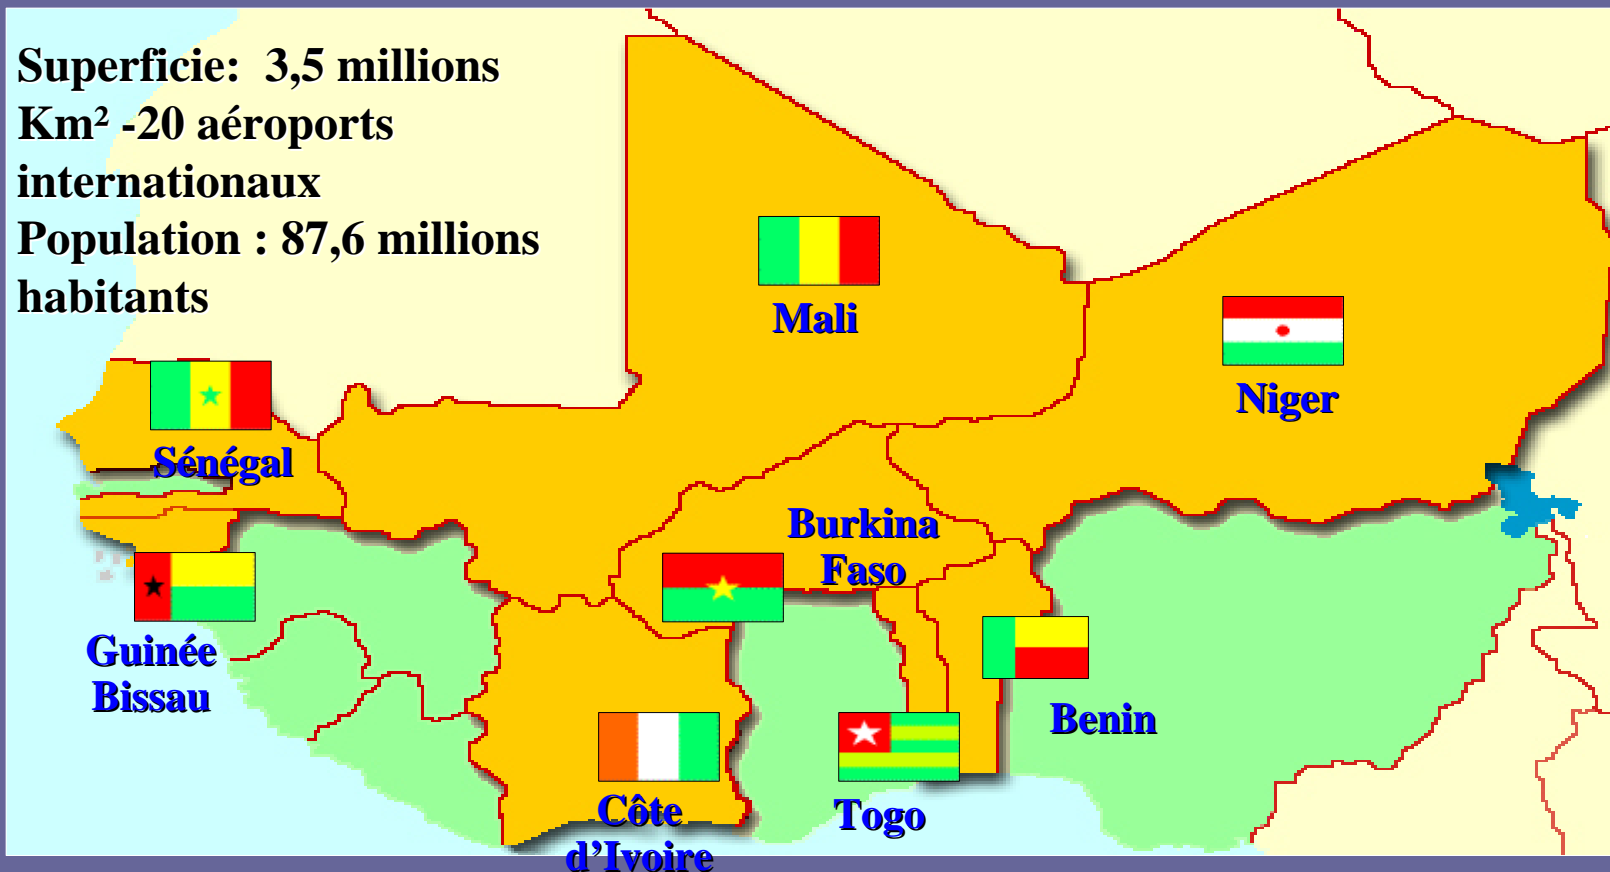 Superficie: 3,5 millions
Km² -20 aéroports
internationaux
Population : 87,6 millions
habitants
Mali
Niger
Sénégal
Burkina
Faso
Guinée
Bissau
Benin
Côte
d’Ivoire
Togo